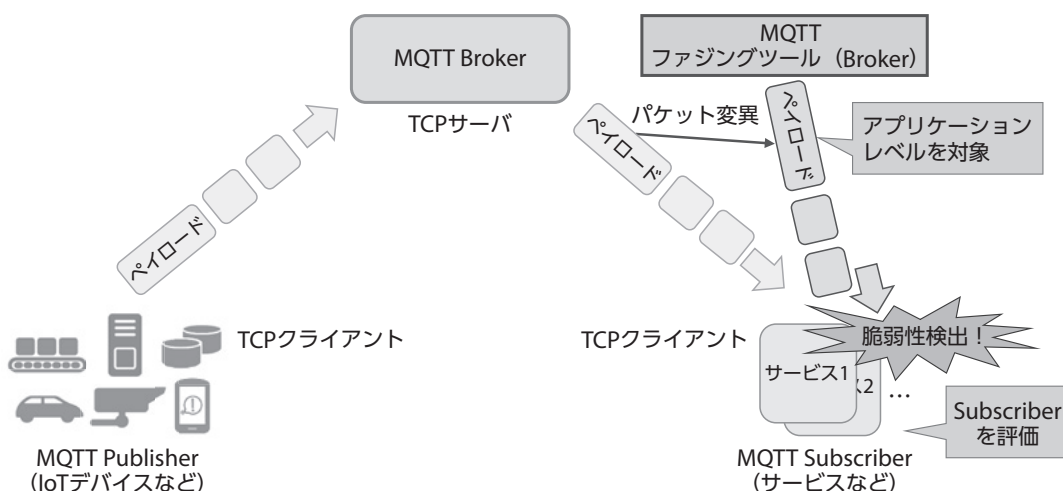 MQTT Broker
TCPサーバ
MQTT
ファジングツール（Broker）
パケット変異
ペイロード
ペイロード
ペイロード
アプリケーション
レベルを対象
TCPクライアント
TCPクライアント
脆弱性検出！
サービス1
ス2
…
Subscriber
を評価
MQTT Publisher
（IoTデバイスなど）
MQTT Subscriber
（サービスなど）